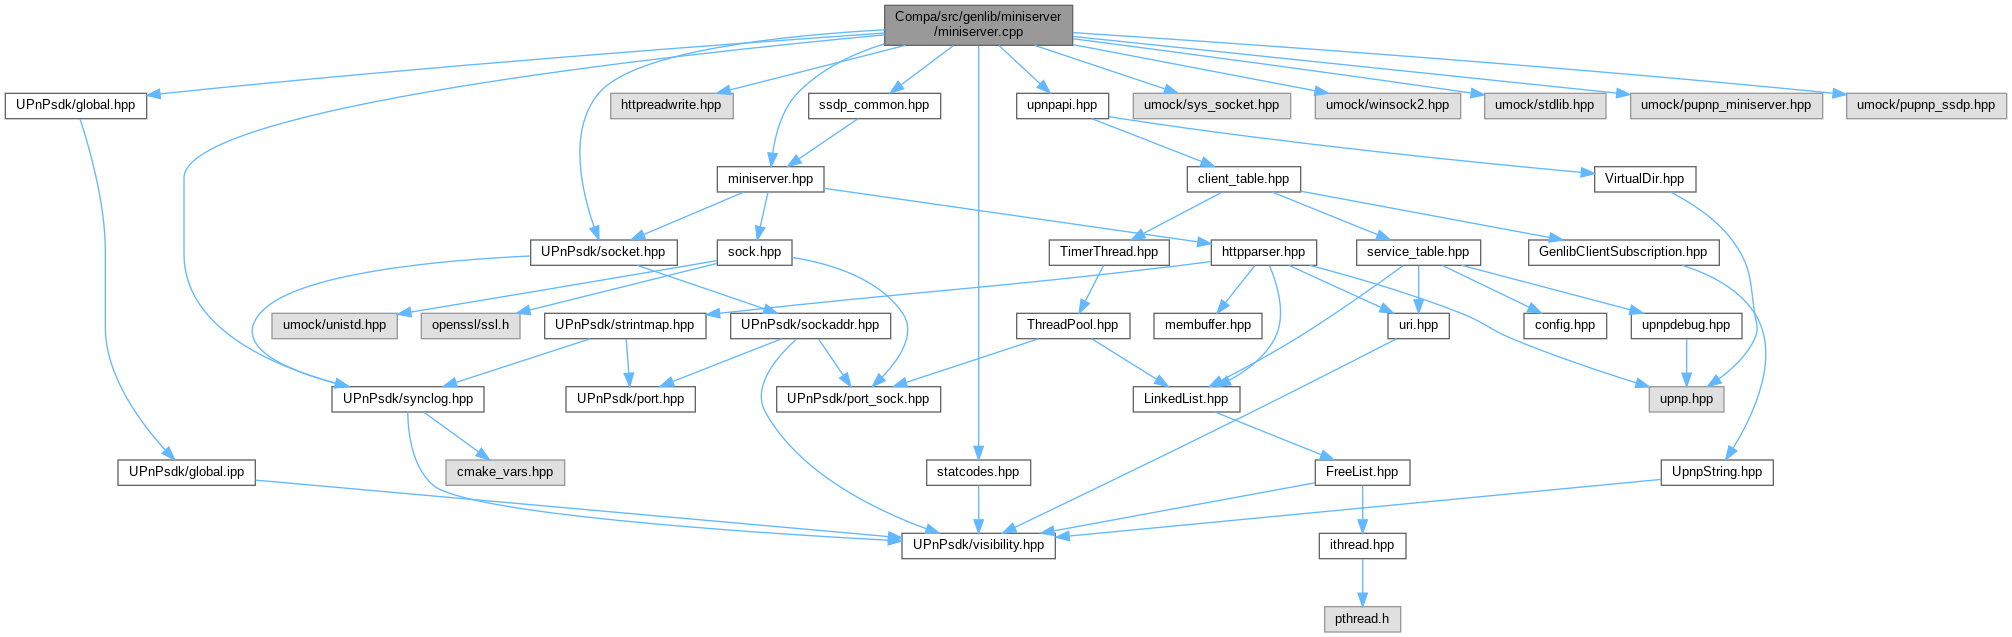 Compa/src/genlib/miniserver
/miniserver.cpp
UPnPsdk/global.hpp
httpreadwrite.hpp
ssdp_common.hpp
upnpapi.hpp
umock/sys_socket.hpp
umock/winsock2.hpp
umock/stdlib.hpp
umock/pupnp_miniserver.hpp
umock/pupnp_ssdp.hpp
miniserver.hpp
client_table.hpp
VirtualDir.hpp
UPnPsdk/socket.hpp
sock.hpp
TimerThread.hpp
httpparser.hpp
service_table.hpp
GenlibClientSubscription.hpp
umock/unistd.hpp
openssl/ssl.h
UPnPsdk/strintmap.hpp
UPnPsdk/sockaddr.hpp
ThreadPool.hpp
membuffer.hpp
uri.hpp
config.hpp
upnpdebug.hpp
UPnPsdk/synclog.hpp
UPnPsdk/port.hpp
UPnPsdk/port_sock.hpp
LinkedList.hpp
upnp.hpp
UPnPsdk/global.ipp
cmake_vars.hpp
statcodes.hpp
FreeList.hpp
UpnpString.hpp
UPnPsdk/visibility.hpp
ithread.hpp
pthread.h